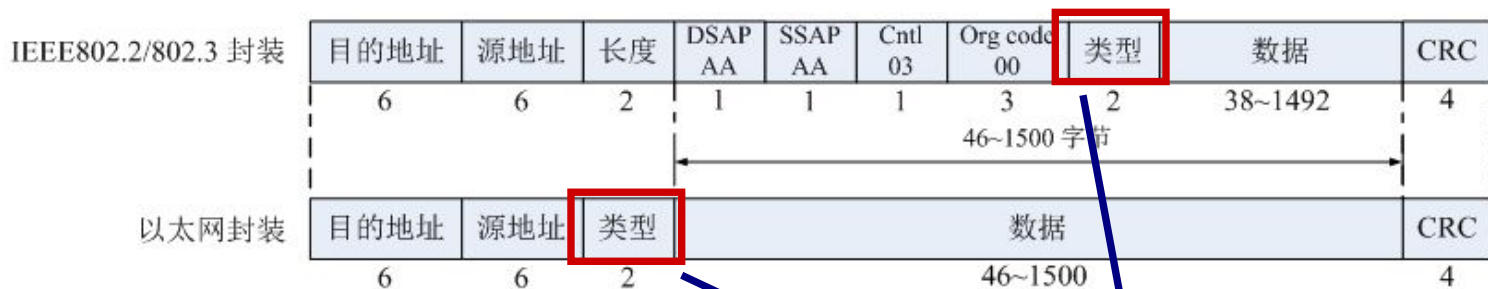 IEEE802.2/802.3 封装 目的地址 源地址 长度 DSAP AA SSAP AA Cntl 03 Org code 00 类型 数据 CRC
6 6 2 1 1 1 3 2 38~1492 4
46~1500 字节
以太网封装 目的地址 源地址 类型 数据 CRC
6 6 2 46~1500 4